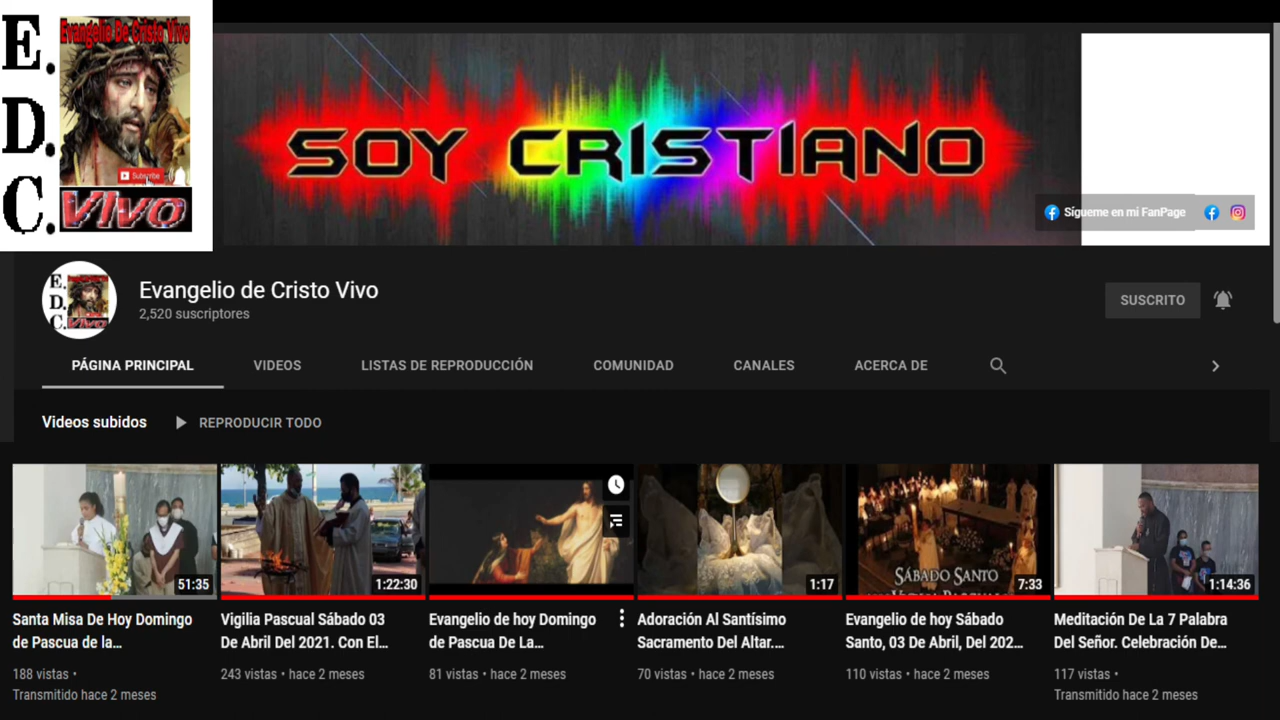 E.
D.
C.
Evangelio De Cristo Vivo
Subscribe
Vivo
SOY CRISTIANO
Sígueme en mi FanPage
E.
D.
C.
Vivo
Evangelio de Cristo Vivo
2,520 suscriptores
SUSCRITO
PÁGINA PRINCIPAL
VIDEOS
LISTAS DE REPRODUCCIÓN
COMUNIDAD
CANALES
ACERCA DE
Videos subidos
REPRODUCIR TODO
51:35
1:22:30
1:17
SÁBADO SANTO
7:33
1:14:36
Santa Misa De Hoy Domingo
de Pascua de la...
188 vistas •
Transmitido hace 2 meses
Vigilia Pascual Sábado 03
De Abril Del 2021. Con El...
243 vistas • hace 2 meses
Evangelio de hoy Domingo
de Pascua De La...
81 vistas • hace 2 meses
Adoración Al Santísimo
Sacramento Del Altar....
70 vistas • hace 2 meses
Evangelio de hoy Sábado
Santo, 03 De Abril, Del 202...
110 vistas • hace 2 meses
Meditación De La 7 Palabra
Del Señor. Celebración De...
117 vistas •
Transmitido hace 2 meses